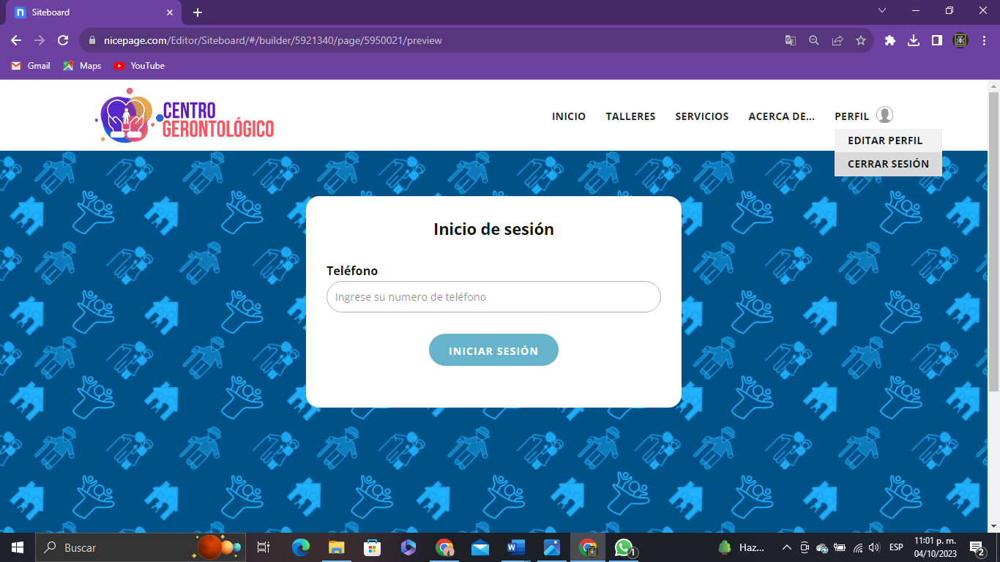 Siteboard
nicepage.com/Editor/Siteboard/#/builder/5921340/page/5950021/preview
Gmail Maps YouTube
CENTRO
GERONTOLÓGICO
INICIO TALLERES SERVICIOS ACERCA DE... PERFIL
EDITAR PERFIL
CERRAR SESIÓN
Inicio de sesión
Teléfono
Ingrese su numero de teléfono
INICIAR SESIÓN
Buscar
Haz...
ESP
11:01 p. m.
04/10/2023
1
2